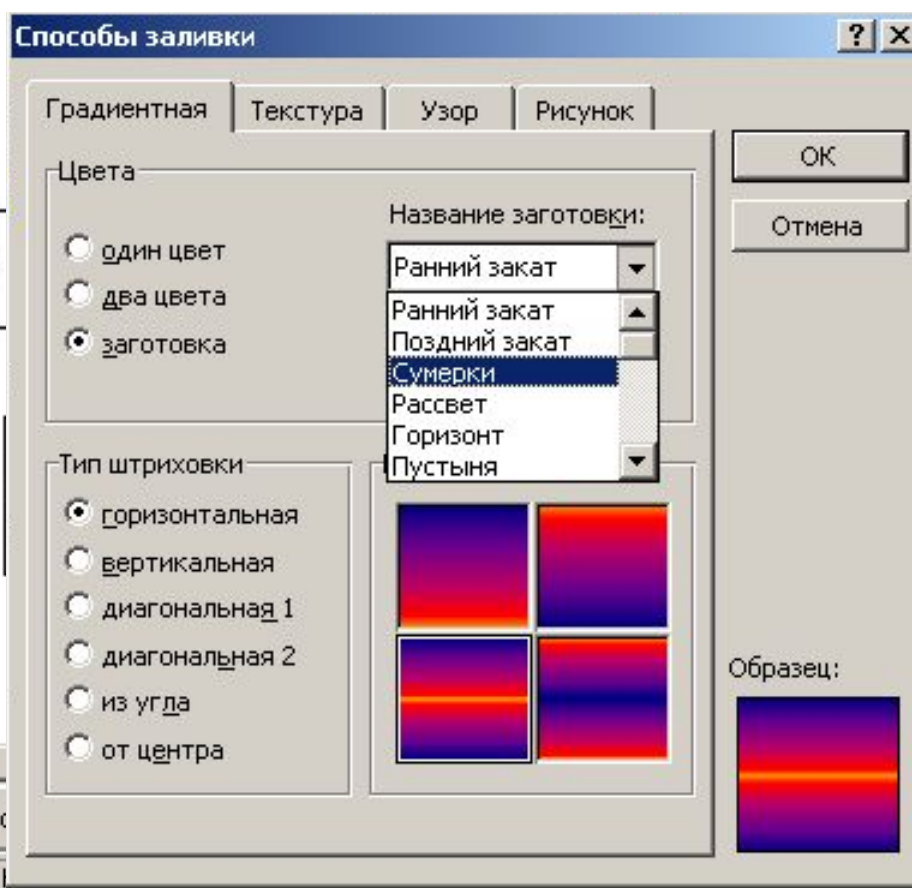 Способы заливки
Градиентная Текстура Узор Рисунок
Цвета
один цвет
два цвета
заготовка
Название заготовки:
Ранний закат
Ранний закат
Поздний закат
Сумерки
Рассвет
Горизонт
Пустыня
ОК
Отмена
Тип штриховки
горизонтальная
вертикальная
диагональная 1
диагональная 2
из угла
от центра
Образец: